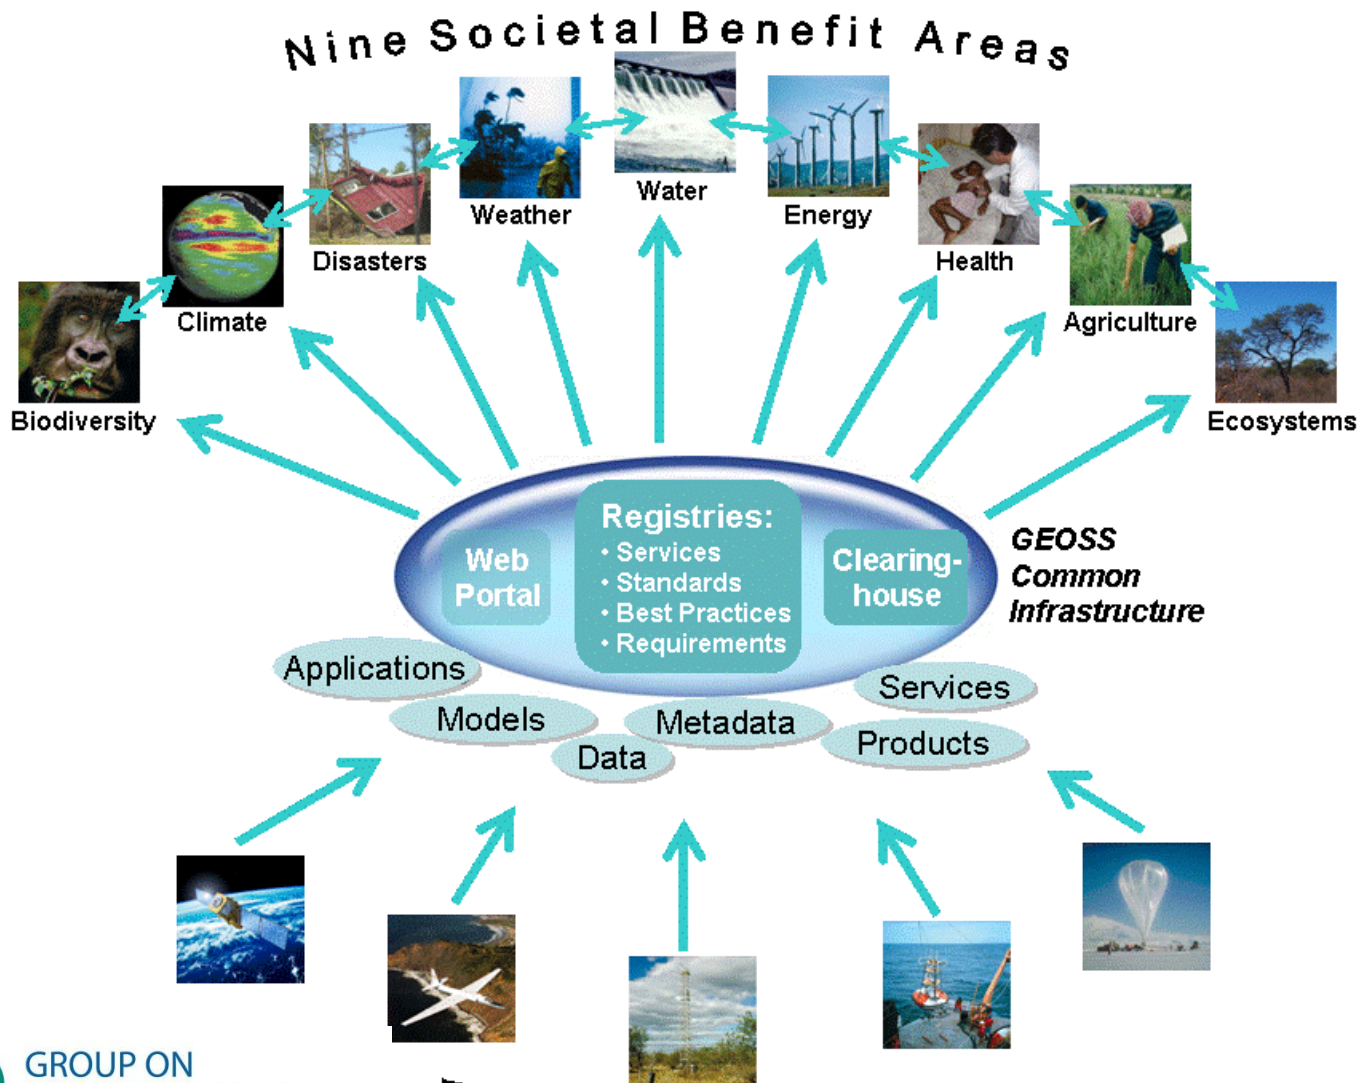 Nine Societal Benefit Areas
Water
Weather
Energy
Disasters
Health
Climate
Agriculture
Biodiversity
Ecosystems
Registries:
• Services
• Standards
• Best Practices
• Requirements
Web
Portal
Clearing-
house
GEOSS
Common
Infrastructure
Applications
Services
Models
Metadata
Products
Data
GROUP ON